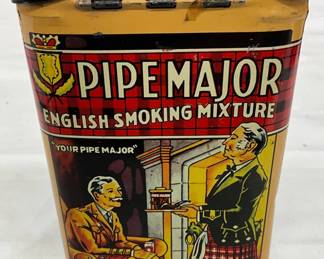 PIPE MAJOR
ENGLISH SMOKING MIXTURE
"YOUR PIPE MAJOR"